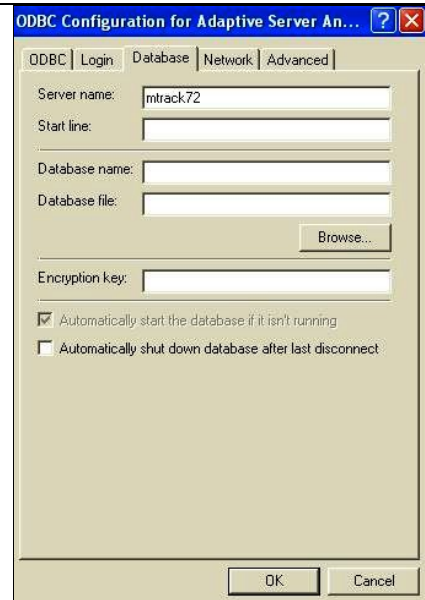 ODBC Configuration for Adaptive Server An...
ODBC Login Database Network Advanced
Server name: mtrack72
Start line:
Database name:
Database file:
Browse...
Encryption key:
Automatically start the database if it isn't running
Automatically shut down database after last disconnect
OK Cancel